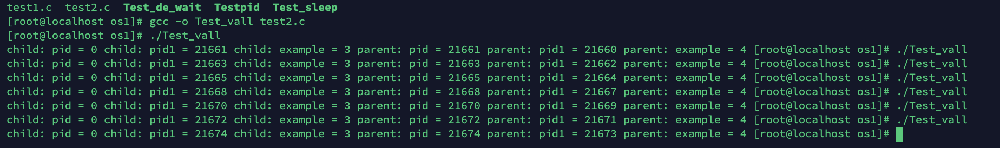 test1.c  test2.c  Test_de_wait  Testpid  Test_sleep
[root@localhost os1]# gcc -o Test_vall test2.c
[root@localhost os1]# ./Test_vall
child: pid = 0 child: pid1 = 21661 child: example = 3 parent: pid = 21661 parent: pid1 = 21660 parent: example = 4 [root@localhost os1]# ./Test_vall
child: pid = 0 child: pid1 = 21663 child: example = 3 parent: pid = 21663 parent: pid1 = 21662 parent: example = 4 [root@localhost os1]# ./Test_vall
child: pid = 0 child: pid1 = 21665 child: example = 3 parent: pid = 21665 parent: pid1 = 21664 parent: example = 4 [root@localhost os1]# ./Test_vall
child: pid = 0 child: pid1 = 21668 child: example = 3 parent: pid = 21668 parent: pid1 = 21667 parent: example = 4 [root@localhost os1]# ./Test_vall
child: pid = 0 child: pid1 = 21670 child: example = 3 parent: pid = 21670 parent: pid1 = 21669 parent: example = 4 [root@localhost os1]# ./Test_vall
child: pid = 0 child: pid1 = 21672 child: example = 3 parent: pid = 21672 parent: pid1 = 21671 parent: example = 4 [root@localhost os1]# ./Test_vall
child: pid = 0 child: pid1 = 21674 child: example = 3 parent: pid = 21674 parent: pid1 = 21673 parent: example = 4 [root@localhost os1]#